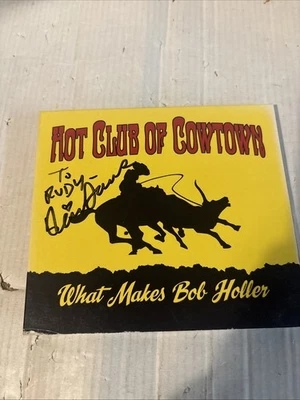 HOT CLUB OF COWTOWN
To
RUDY-
What Makes Bob Holler